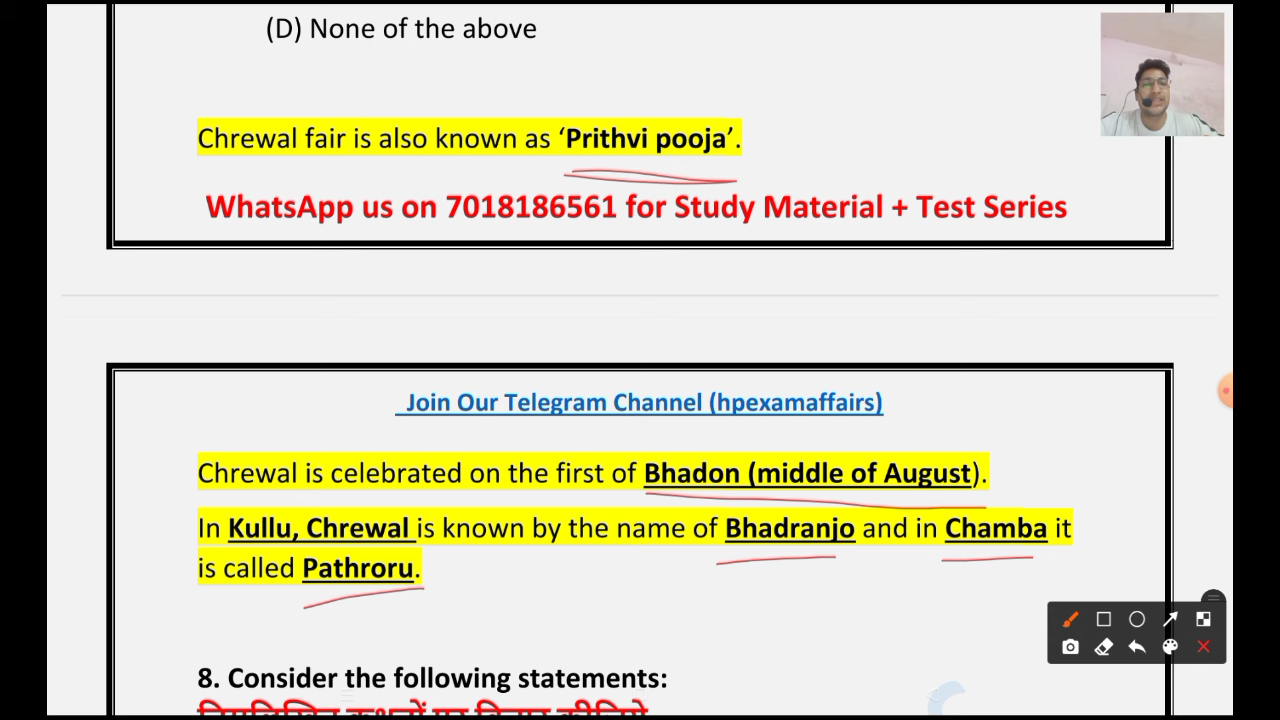 (D) None of the above
Chrewal fair is also known as ‘Prithvi pooja’.
WhatsApp us on 7018186561 for Study Material + Test Series
Join Our Telegram Channel (hpexamaffairs)
Chrewal is celebrated on the first of Bhadon (middle of August).
In Kullu, Chrewal is known by the name of Bhadranjo and in Chamba it
is called Pathroru.
8. Consider the following statements:
निम्नलिखित कथनों पर विचार कीजिये